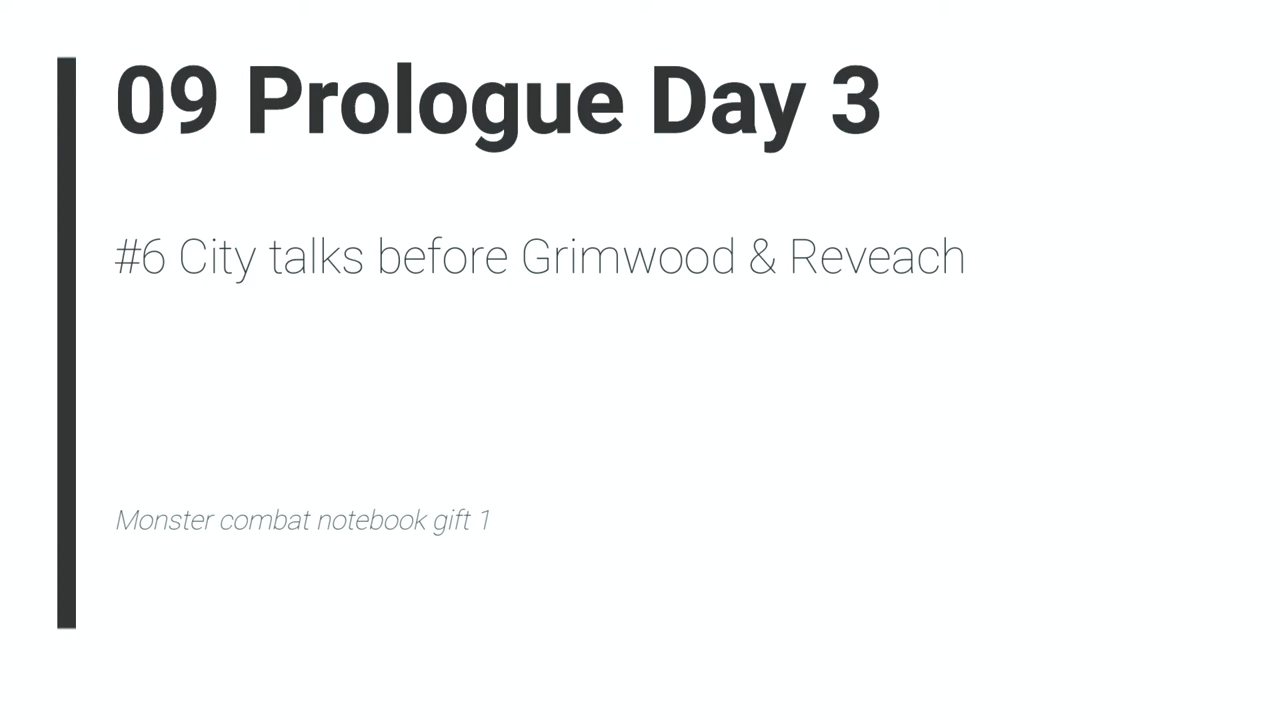 09 Prologue Day 3
#6 City talks before Grimwood & Reveach
Monster combat notebook gift 1